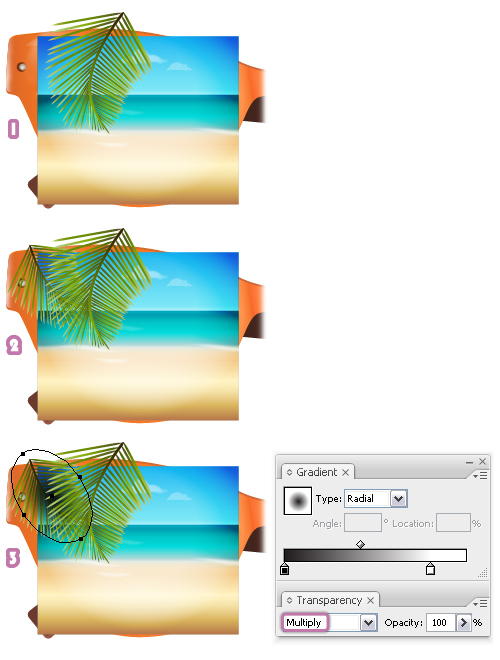 1
2
3
Gradient
Type: Radial
Angle: ° Location: %
Transparency
Multiply Opacity: 100 %